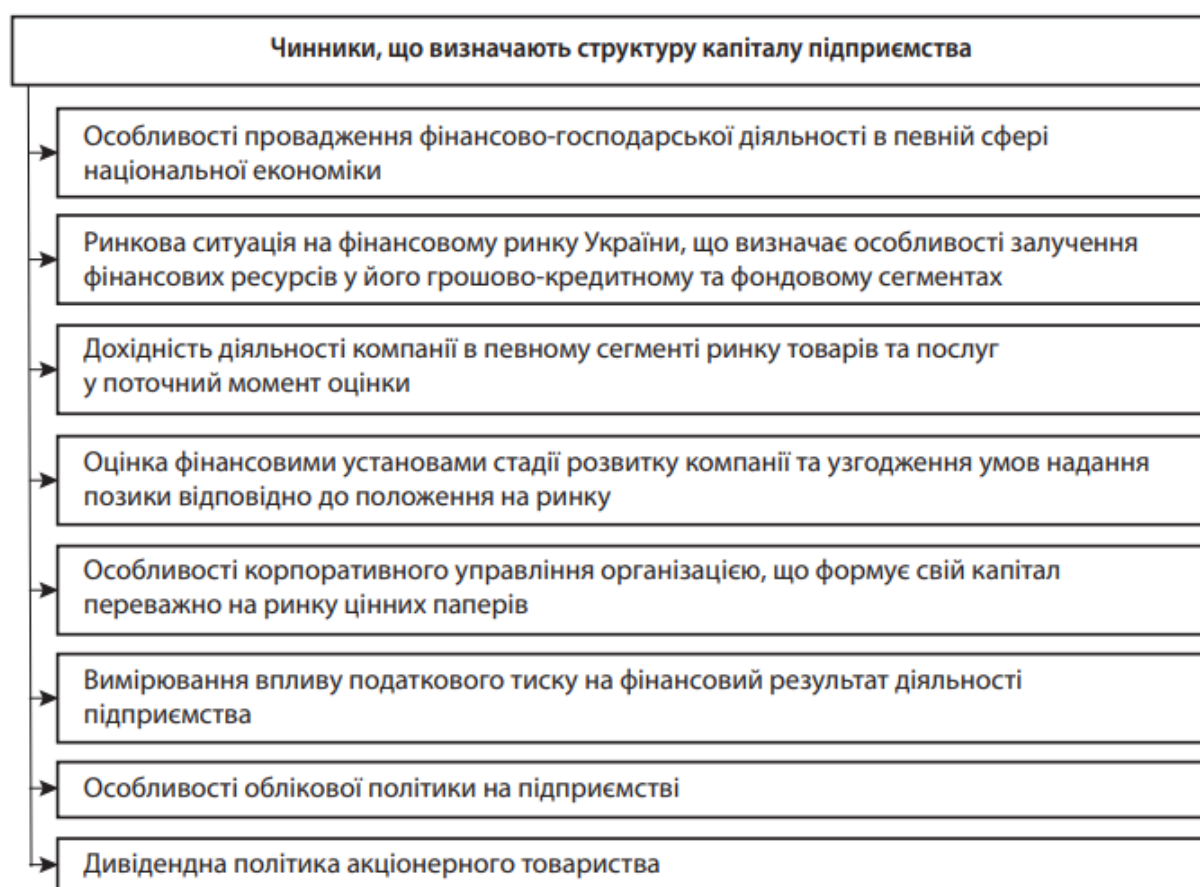 Чинники, що визначають структуру капіталу підприємства
Особливості провадження фінансово-господарської діяльності в певній сфері
національної економіки
Ринкова ситуація на фінансовому ринку України, що визначає особливості залучення
фінансових ресурсів у його грошово-кредитному та фондовому сегментах
Дохідність діяльності компанії в певному сегменті ринку товарів та послуг
у поточний момент оцінки
Оцінка фінансовими установами стадії розвитку компанії та узгодження умов надання
позики відповідно до положення на ринку
Особливості корпоративного управління організацією, що формує свій капітал
переважно на ринку цінних паперів
Вимірювання впливу податкового тиску на фінансовий результат діяльності
підприємства
Особливості облікової політики на підприємстві
Дивідендна політика акціонерного товариства